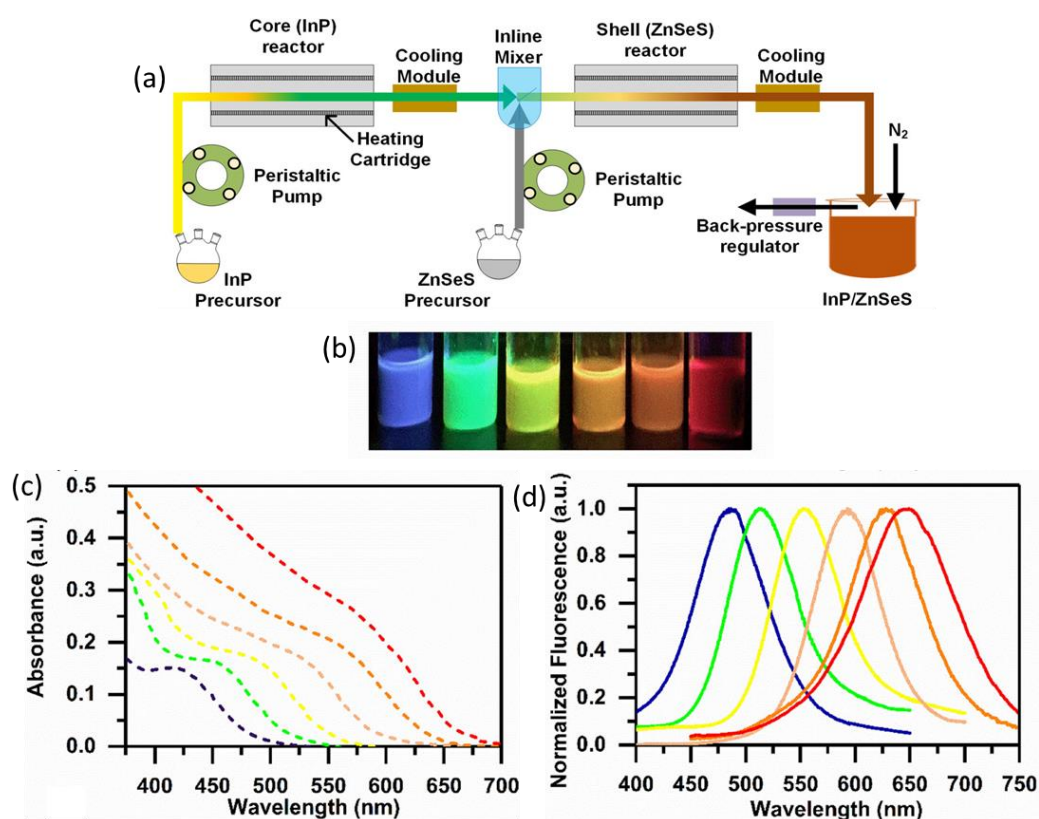 (a)
Core (InP)
reactor
Cooling
Module
Inline
Mixer
Shell (ZnSeS)
reactor
Cooling
Module
Heating
Cartridge
N₂
Peristaltic
Pump
Peristaltic
Pump
Back-pressure
regulator
InP
Precursor
ZnSeS
Precursor
InP/ZnSeS
(b)
(c)
0.5
0.4
0.3
0.2
0.1
0.0
Absorbance (a.u.)
400 450 500 550 600 650 700
Wavelength (nm)
(d)
1.0
0.8
0.6
0.4
0.2
0.0
Normalized Fluorescence (a.u.)
400 450 500 550 600 650 700 750
Wavelength (nm)